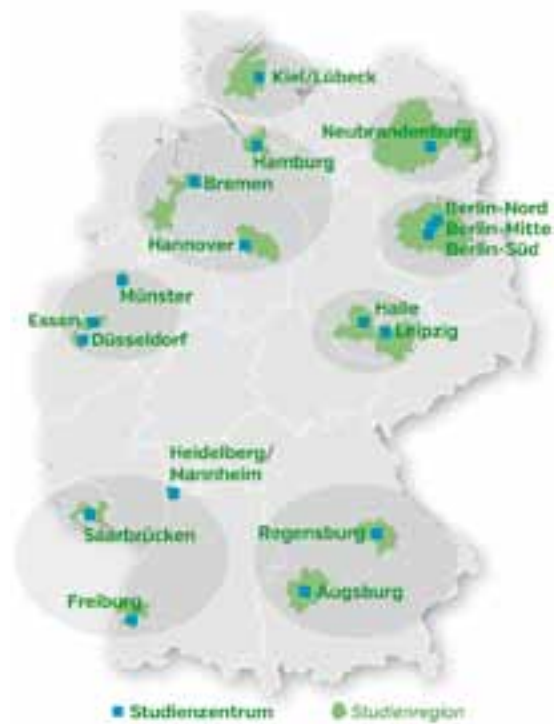 Kiel/Lübeck
Neubrandenburg
Hamburg
Bremen
Berlin-Nord
Berlin-Mitte
Berlin-Süd
Hannover
Münster
Essen
Düsseldorf
Halle
Leipzig
Heidelberg/
Mannheim
Saarbrücken
Regensburg
Augsburg
Freiburg
Studienzentrum
Studienregion